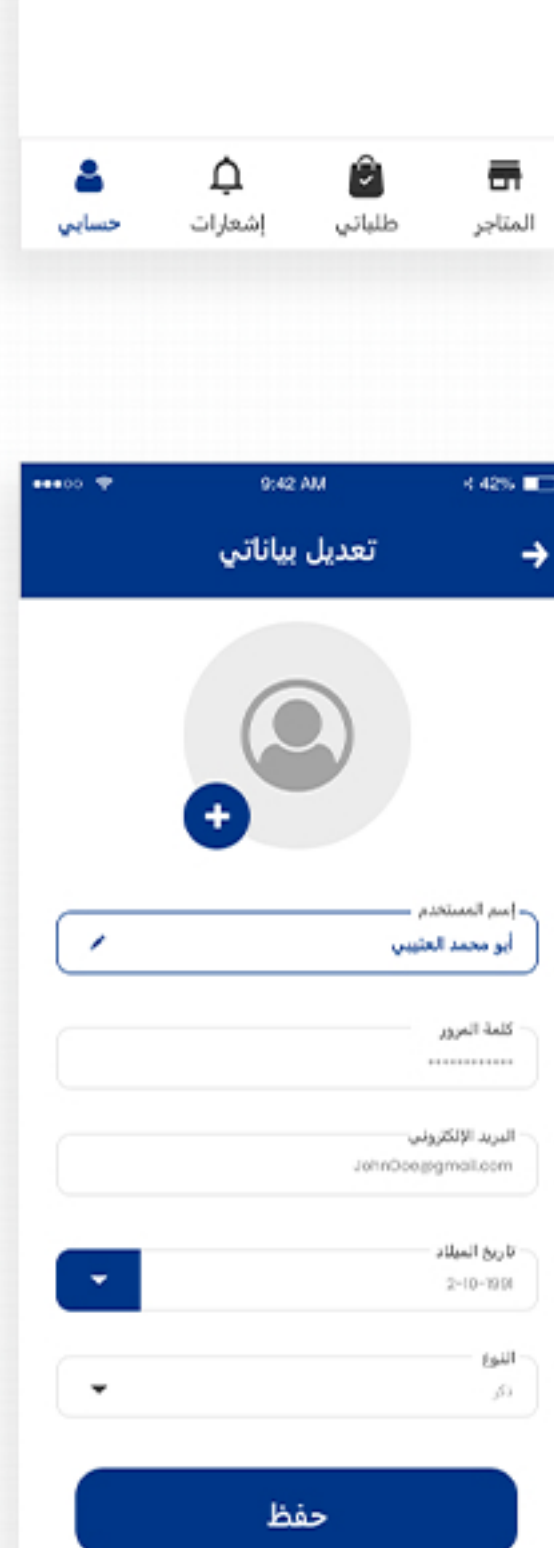 المتاجر طلباتي إشعارات حسابي
9:42 AM 42%
تعديل بياناتي
إسم المستخدم
أبو محمد العتيبي
كلمة المرور
************
البريد الإلكتروني
JohnDoe@gmail.com
تاريخ الميلاد
2-10-1991
النوع
ذكر
حفظ